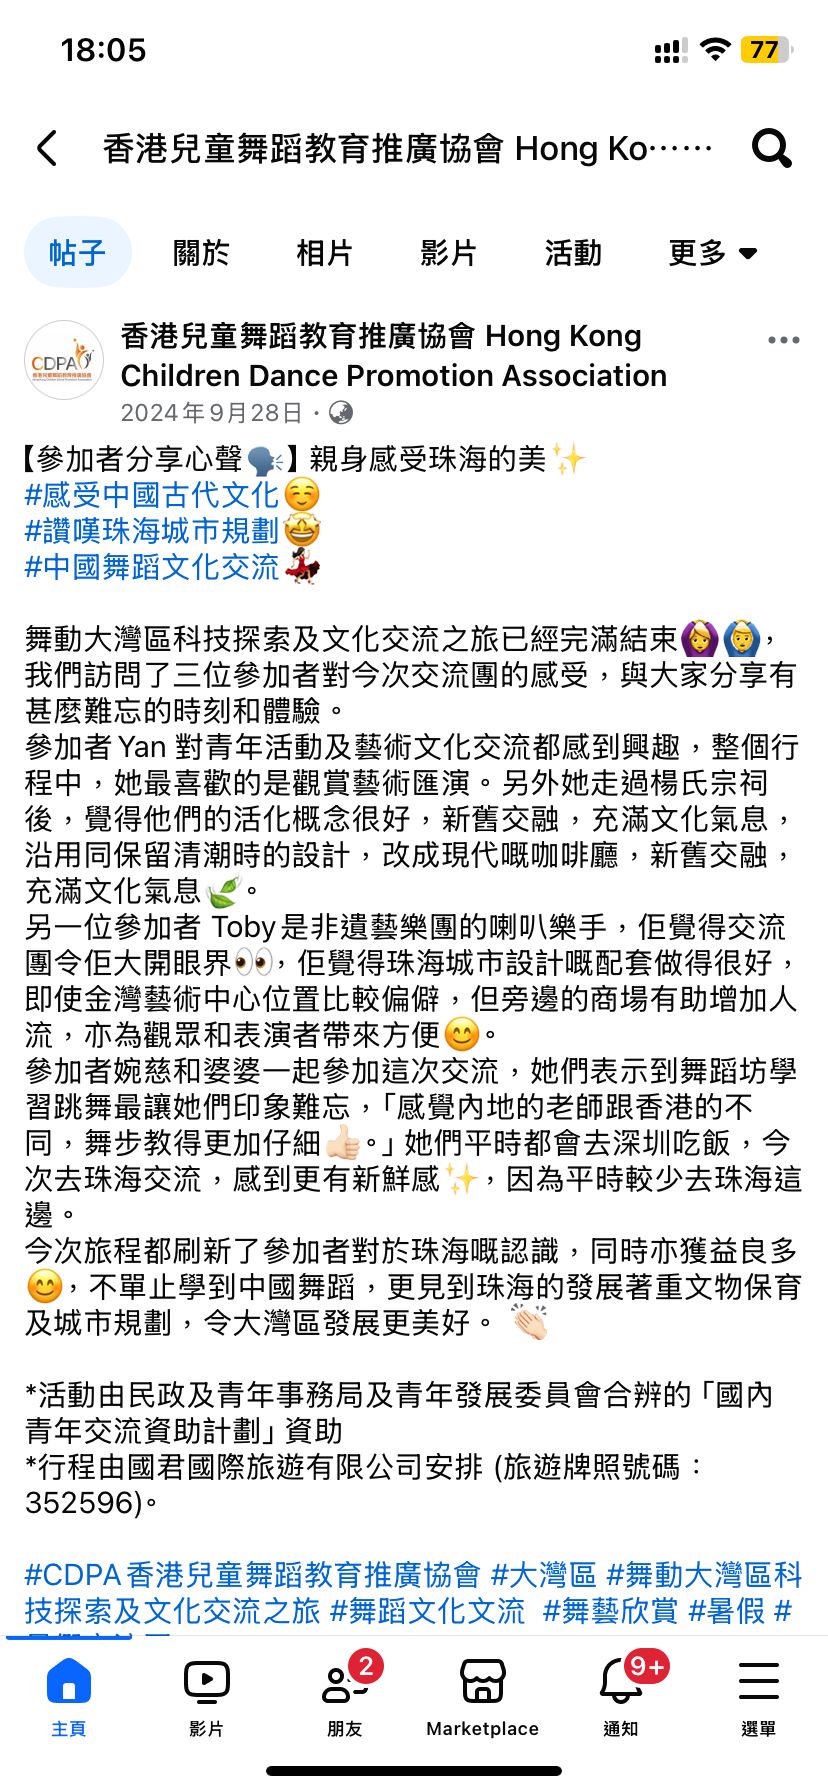 18:05
77
香港兒童舞蹈教育推廣協會 Hong Ko……
帖子 關於 相片 影片 活動 更多
CDPA
香港兒童舞蹈教育推廣協會 Hong Kong
Children Dance Promotion Association
2024年9月28日 ·
【參加者分享心聲🗣️】親身感受珠海的美✨
#感受中國古代文化☺️
#讚嘆珠海城市規劃🤩
#中國舞蹈文化交流💃🏻
舞動大灣區科技探索及文化交流之旅已經完滿結束🙆‍♀️🙆‍♂️，
我們訪問了三位參加者對今次交流團的感受，與大家分享有
甚麼難忘的時刻和體驗。
參加者Yan 對青年活動及藝術文化交流都感到興趣，整個行
程中，她最喜歡的是觀賞藝術匯演。另外她走過楊氏宗祠
後，覺得他們的活化概念很好，新舊交融，充滿文化氣息，
沿用同保留清潮時的設計，改成現代嘅咖啡廳，新舊交融，
充滿文化氣息🍃。
另一位參加者 Toby是非遺藝樂團的喇叭樂手，佢覺得交流
團令佢大開眼界👀，佢覺得珠海城市設計嘅配套做得很好，
即使金灣藝術中心位置比較偏僻，但旁邊的商場有助增加人
流，亦為觀眾和表演者帶來方便😊。
參加者婉慈和婆婆一起參加這次交流，她們表示到舞蹈坊學
習跳舞最讓她們印象難忘，「感覺內地的老師跟香港的不
同，舞步教得更加仔細👍🏻。」她們平時都會去深圳吃飯，今
次去珠海交流，感到更有新鮮感✨，因為平時較少去珠海這
邊。
今次旅程都刷新了參加者對於珠海嘅認識，同時亦獲益良多
😊，不單止學到中國舞蹈，更見到珠海的發展著重文物保育
及城市規劃，令大灣區發展更美好。👏🏻
*活動由民政及青年事務局及青年發展委員會合辨的「國內
青年交流資助計劃」資助
*行程由國君國際旅遊有限公司安排 (旅遊牌照號碼：
352596)。
#CDPA香港兒童舞蹈教育推廣協會 #大灣區 #舞動大灣區科
技探索及文化交流之旅 #舞蹈文化文流 #舞藝欣賞 #暑假 #
2 9+
主頁 影片 朋友 Marketplace 通知 選單